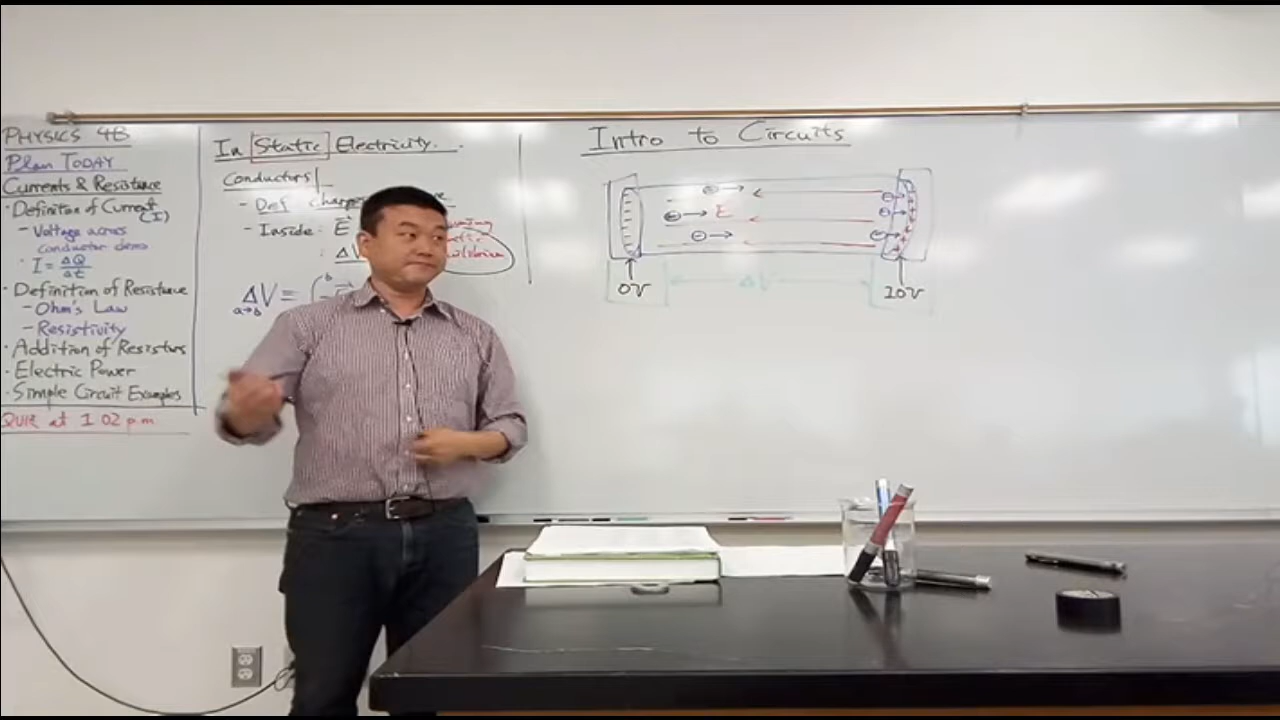 PHYSICS 4B
Plan TODAY
Currents & Resistance
· Definition of Current (I)
- Voltage across
conductor demo
· I = ΔQ/Δt
· Definition of Resistance
- Ohm's Law
- Resistivity
· Addition of Resistors
· Electric Power
· Simple Circuit Examples
QUIZ at 1 02 p.m
In Static Electricity.
Conductors
- Def
- Inside: E
: ΔV
ΔV =
a→b
b
Intro to Circuits
E
0V
ΔV
10V